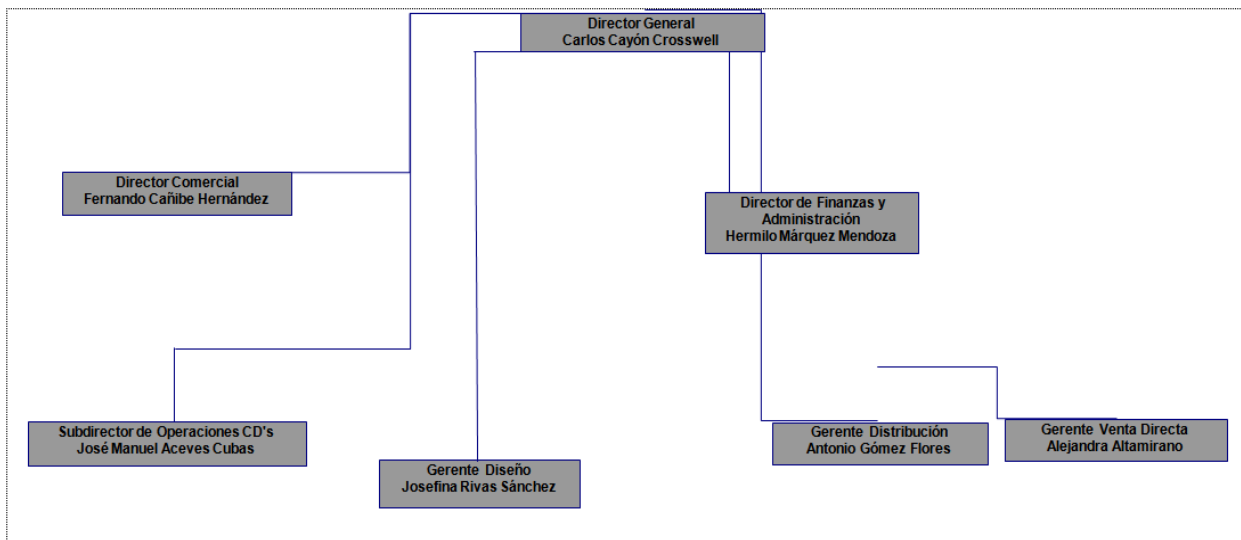 Director General
Carlos Cayón Crosswell
Director Comercial
Fernando Cañibe Hernández
Director de Finanzas y
Administración
Hermilo Márquez Mendoza
Subdirector de Operaciones CD's
José Manuel Aceves Cubas
Gerente Diseño
Josefina Rivas Sánchez
Gerente Distribución
Antonio Gómez Flores
Gerente Venta Directa
Alejandra Altamirano